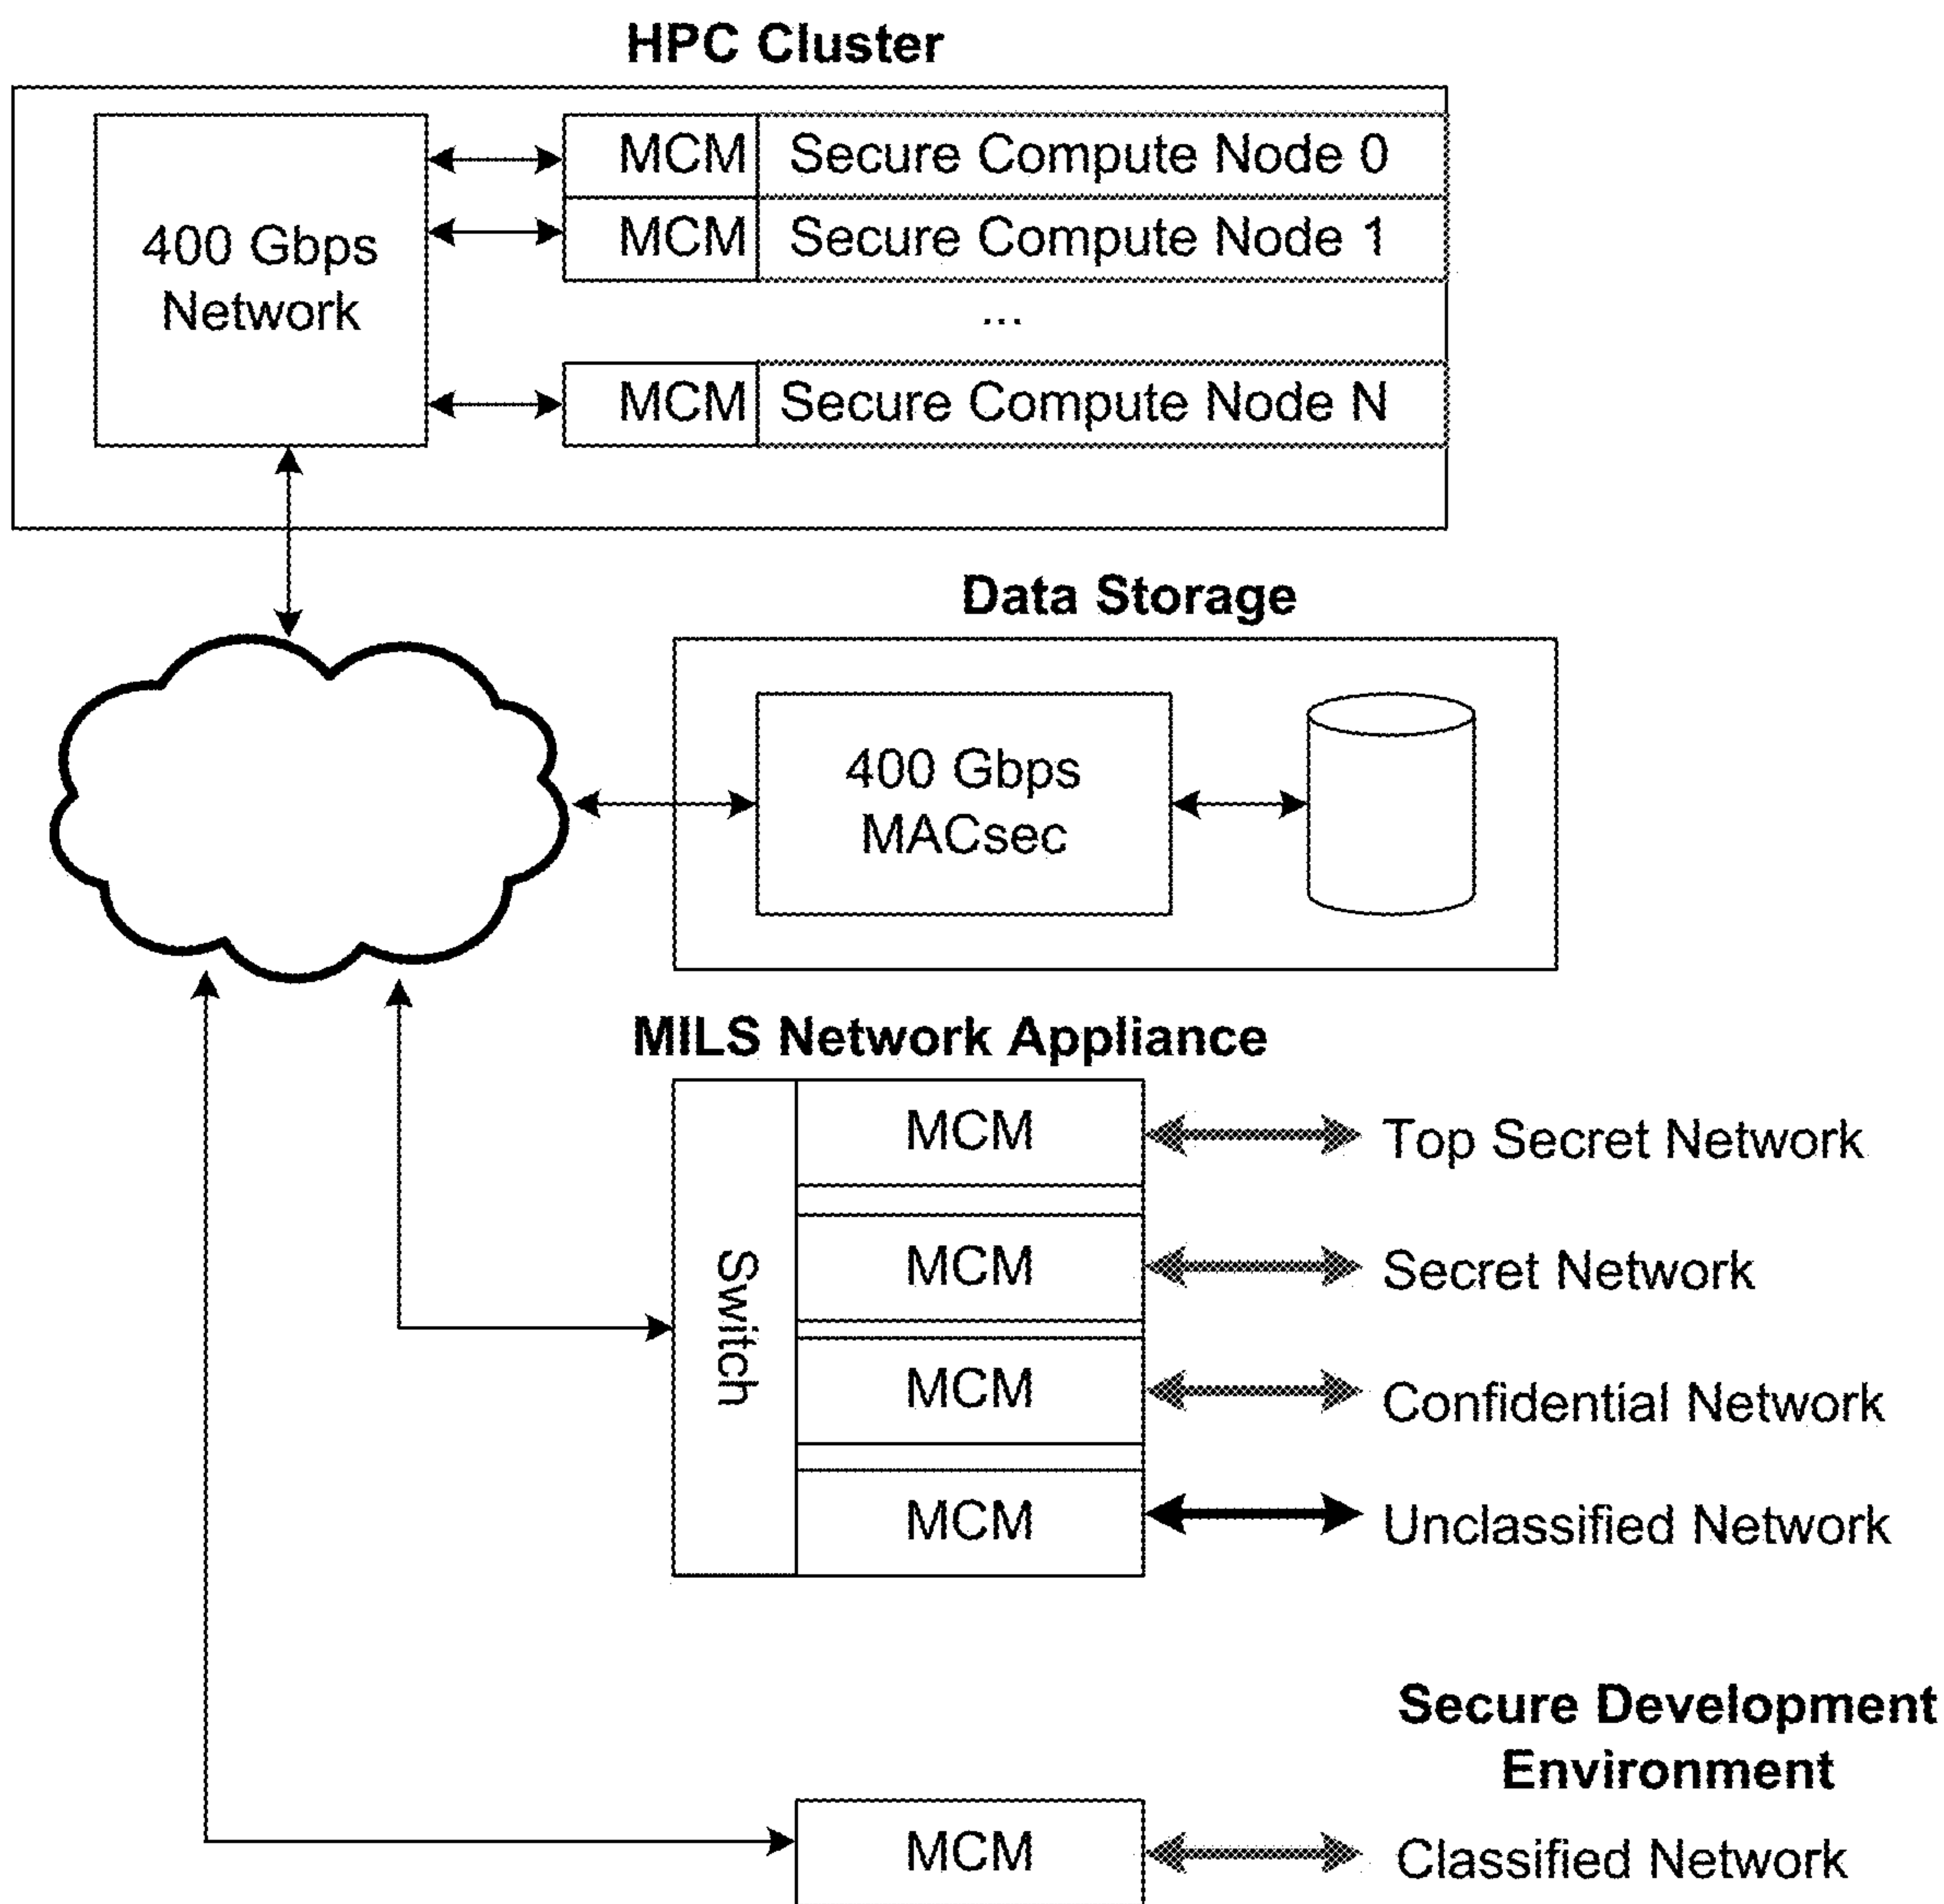 HPC Cluster
400 Gbps
Network
MCM Secure Compute Node 0
MCM Secure Compute Node 1
...
MCM Secure Compute Node N
Data Storage
400 Gbps
MACsec
MILS Network Appliance
Switch
MCM Top Secret Network
MCM Secret Network
MCM Confidential Network
MCM Unclassified Network
Secure Development
Environment
MCM Classified Network